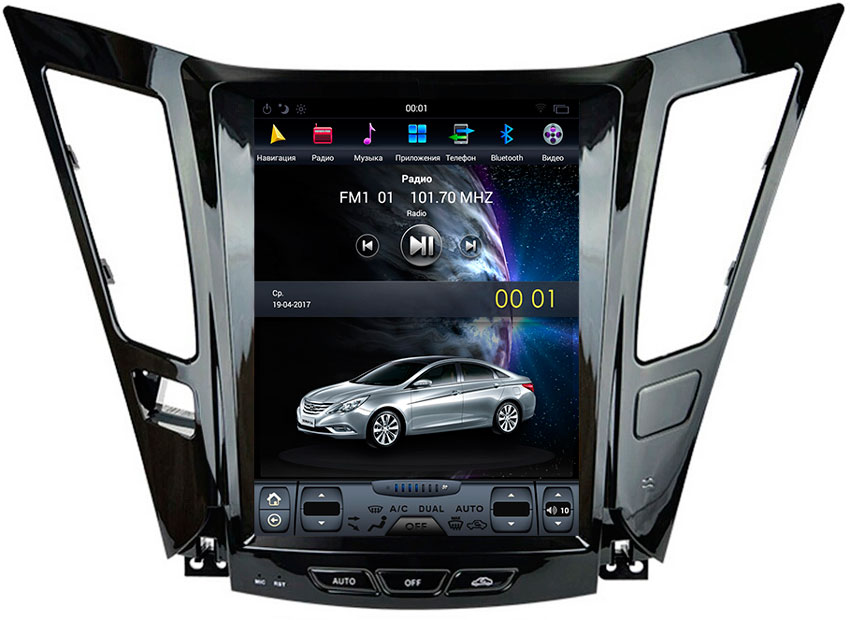 00:01
Навигация Радио Музыка Приложения Телефон Bluetooth Видео
Радио
FM1 01 101.70 MHZ
Radio
Ср.
19-04-2017
00 01
A/C DUAL AUTO
OFF
10
MIC RST AUTO OFF